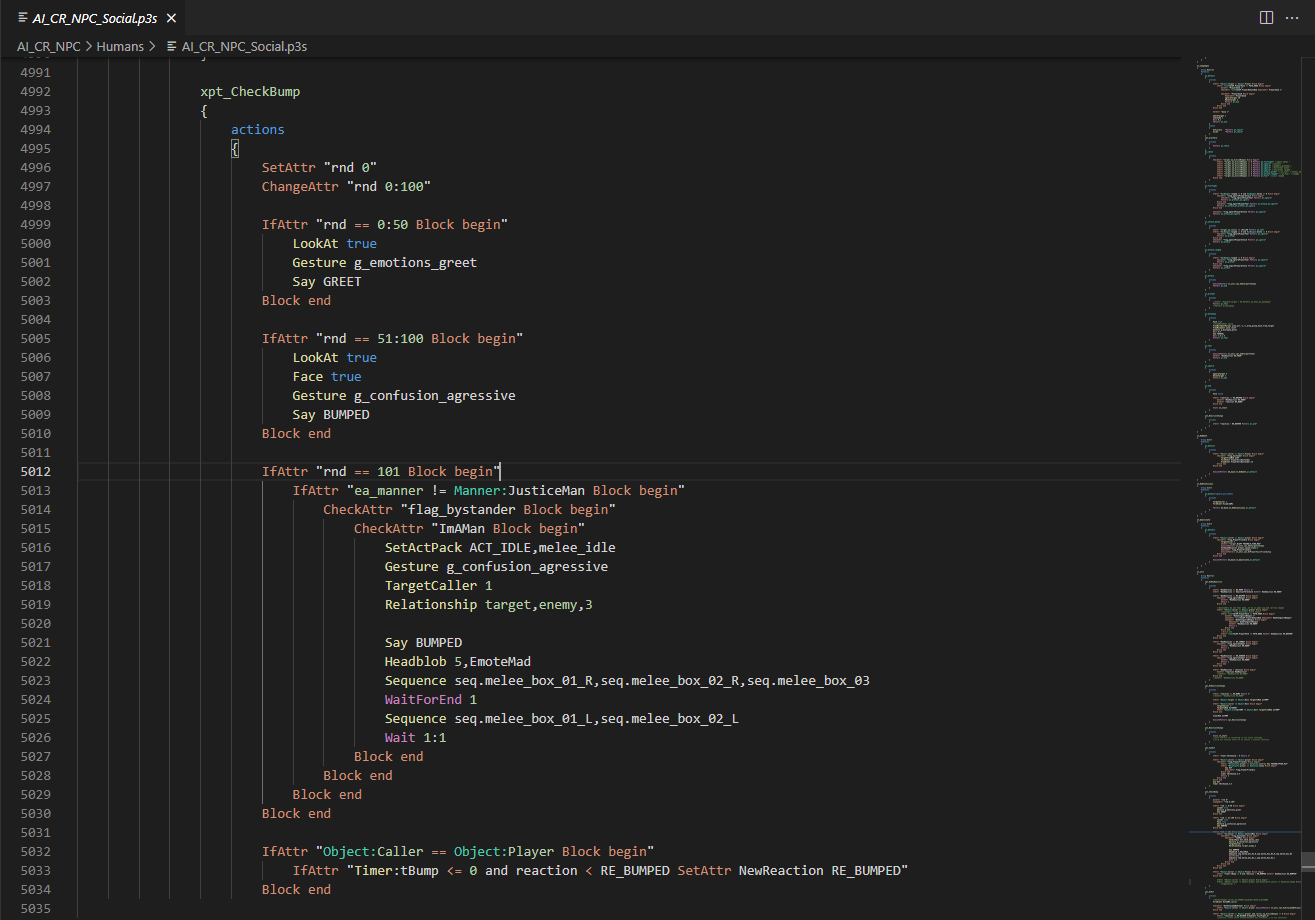 AI_CR_NPC_Social.p3s
AI_CR_NPC > Humans > AI_CR_NPC_Social.p3s
4991
4992 xpt_CheckBump
4993 {
4994 actions
4995 {
4996 SetAttr "rnd 0"
4997 ChangeAttr "rnd 0:100"
4998
4999 IfAttr "rnd == 0:50 Block begin"
5000 LookAt true
5001 Gesture g_emotions_greet
5002 Say GREET
5003 Block end
5004
5005 IfAttr "rnd == 51:100 Block begin"
5006 LookAt true
5007 Face true
5008 Gesture g_confusion_agressive
5009 Say BUMPED
5010 Block end
5011
5012 IfAttr "rnd == 101 Block begin"
5013 IfAttr "ea_manner != Manner:JusticeMan Block begin"
5014 CheckAttr "flag_bystander Block begin"
5015 CheckAttr "ImAMan Block begin"
5016 SetActPack ACT_IDLE,melee_idle
5017 Gesture g_confusion_agressive
5018 TargetCaller 1
5019 Relationship target,enemy,3
5020
5021 Say BUMPED
5022 Headblob 5,EmoteMad
5023 Sequence seq.melee_box_01_R,seq.melee_box_02_R,seq.melee_box_03
5024 WaitForEnd 1
5025 Sequence seq.melee_box_01_L,seq.melee_box_02_L
5026 Wait 1:1
5027 Block end
5028 Block end
5029 Block end
5030 Block end
5031
5032 IfAttr "Object:Caller == Object:Player Block begin"
5033 IfAttr "Timer:tBump <= 0 and reaction < RE_BUMPED SetAttr NewReaction RE_BUMPED"
5034 Block end
5035